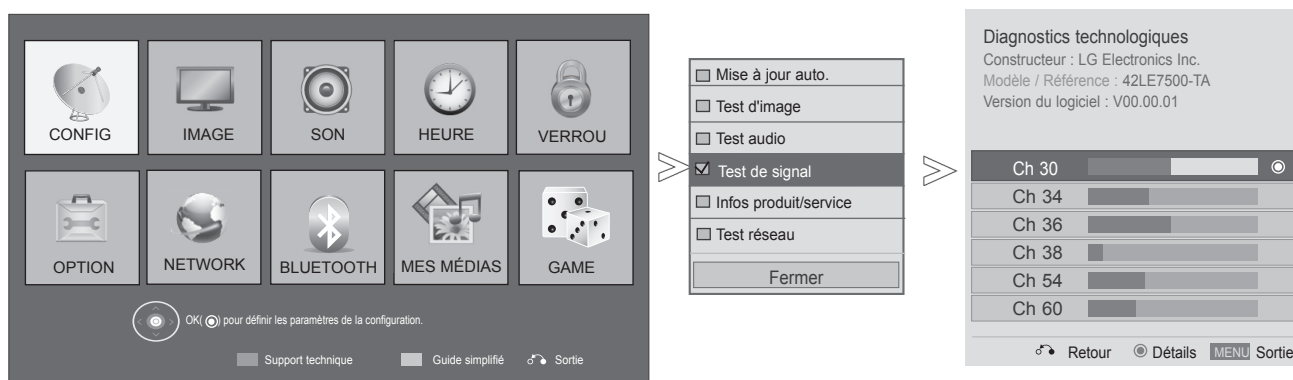 CONFIG
IMAGE
SON
HEURE
VERROU
OPTION
NETWORK
BLUETOOTH
MES MÉDIAS
GAME
OK( ) pour définir les paramètres de la configuration.
Support technique
Guide simplifié
Sortie
Mise à jour auto.
Test d'image
Test audio
Test de signal
Infos produit/service
Test réseau
Fermer
Diagnostics technologiques
Constructeur : LG Electronics Inc.
Modèle / Référence : 42LE7500-TA
Version du logiciel : V00.00.01
Ch 30
Ch 34
Ch 36
Ch 38
Ch 54
Ch 60
Retour
Détails
MENU Sortie